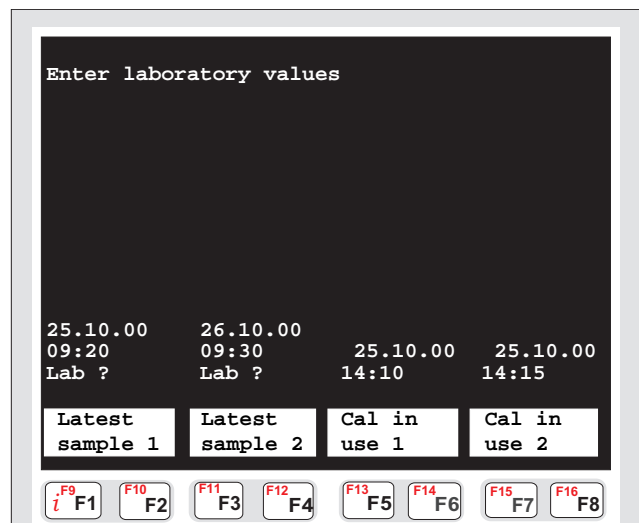 Enter laboratory values
25.10.00 26.10.00
09:20 09:30 25.10.00 25.10.00
Lab ? Lab ? 14:10 14:15
Latest Latest Cal in Cal in
sample 1 sample 2 use 1 use 2
F9 F10 F11 F12 F13 F14 F15 F16
i F1 F2 F3 F4 F5 F6 F7 F8